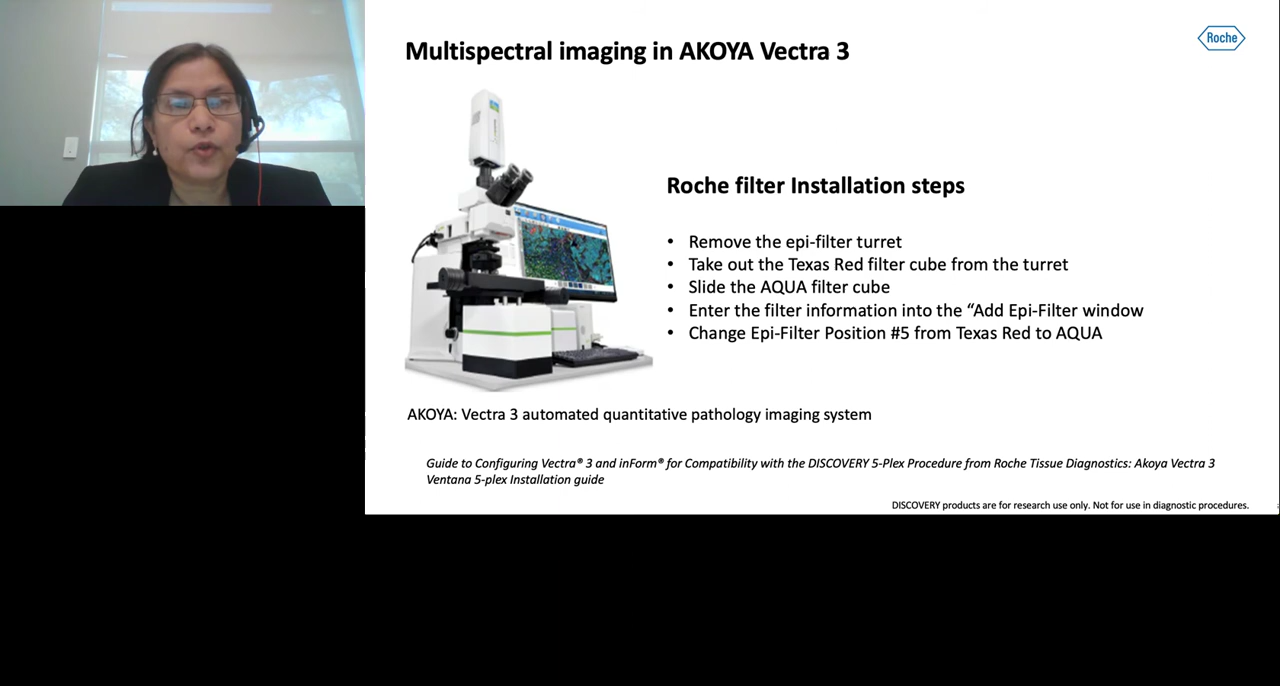 Multispectral imaging in AKOYA Vectra 3
Roche
Roche filter Installation steps
• Remove the epi-filter turret
• Take out the Texas Red filter cube from the turret
• Slide the AQUA filter cube
• Enter the filter information into the “Add Epi-Filter window
• Change Epi-Filter Position #5 from Texas Red to AQUA
AKOYA: Vectra 3 automated quantitative pathology imaging system
Guide to Configuring Vectra® 3 and inForm® for Compatibility with the DISCOVERY 5-Plex Procedure from Roche Tissue Diagnostics: Akoya Vectra 3
Ventana 5-plex Installation guide
DISCOVERY products are for research use only. Not for use in diagnostic procedures.